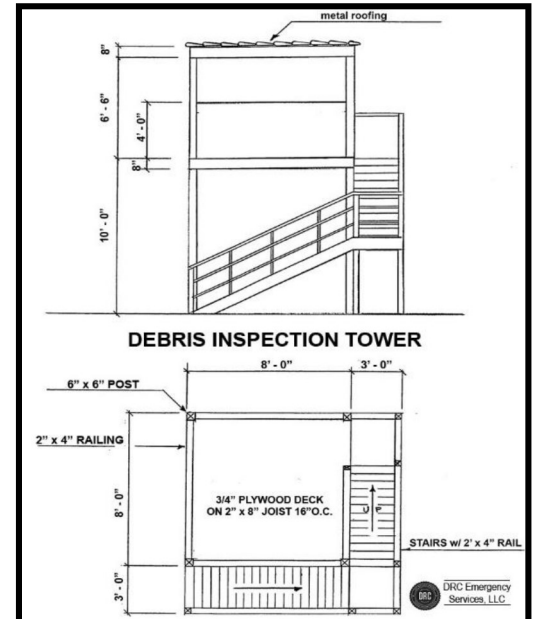 metal roofing
8"
6' - 6"
4' - 0"
8"
10' - 0"
DEBRIS INSPECTION TOWER
8' - 0"
3' - 0"
6" x 6" POST
2" x 4" RAILING
8' - 0"
3/4" PLYWOOD DECK
ON 2" x 8" JOIST 16"O.C.
UP
STAIRS w/ 2' x 4" RAIL
3' - 0"
DRC
DRC Emergency
Services, LLC